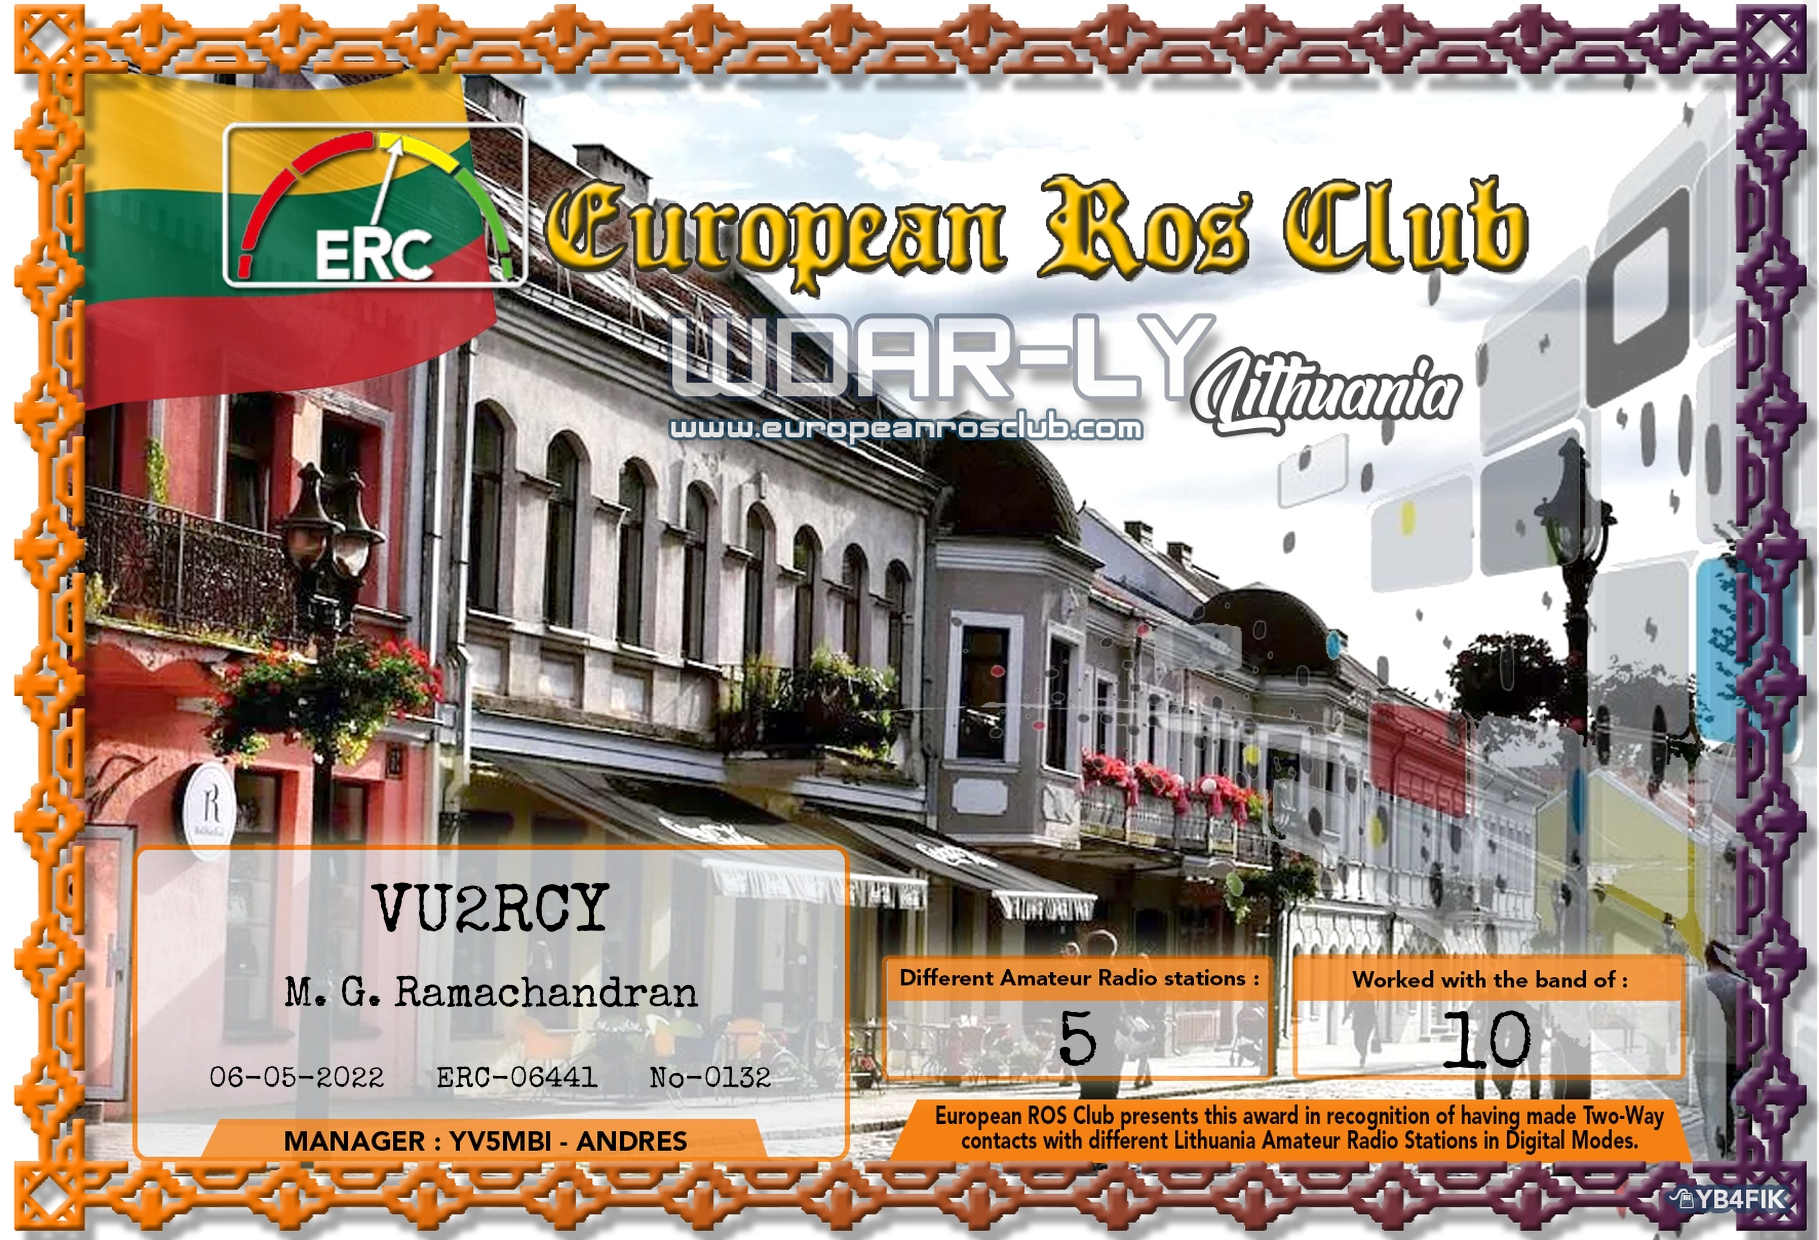 ERC
European Ros Club
WDAR-LY
Lithuania
www.europeanrosclub.com
R
VU2RCY
M. G. Ramachandran
06-05-2022 ERC-06441 No-0132
MANAGER : YV5MBI - ANDRES
Different Amateur Radio stations :
5
Worked with the band of :
10
European ROS Club presents this award in recognition of having made Two-Way
contacts with different Lithuania Amateur Radio Stations in Digital Modes.
YB4FIK